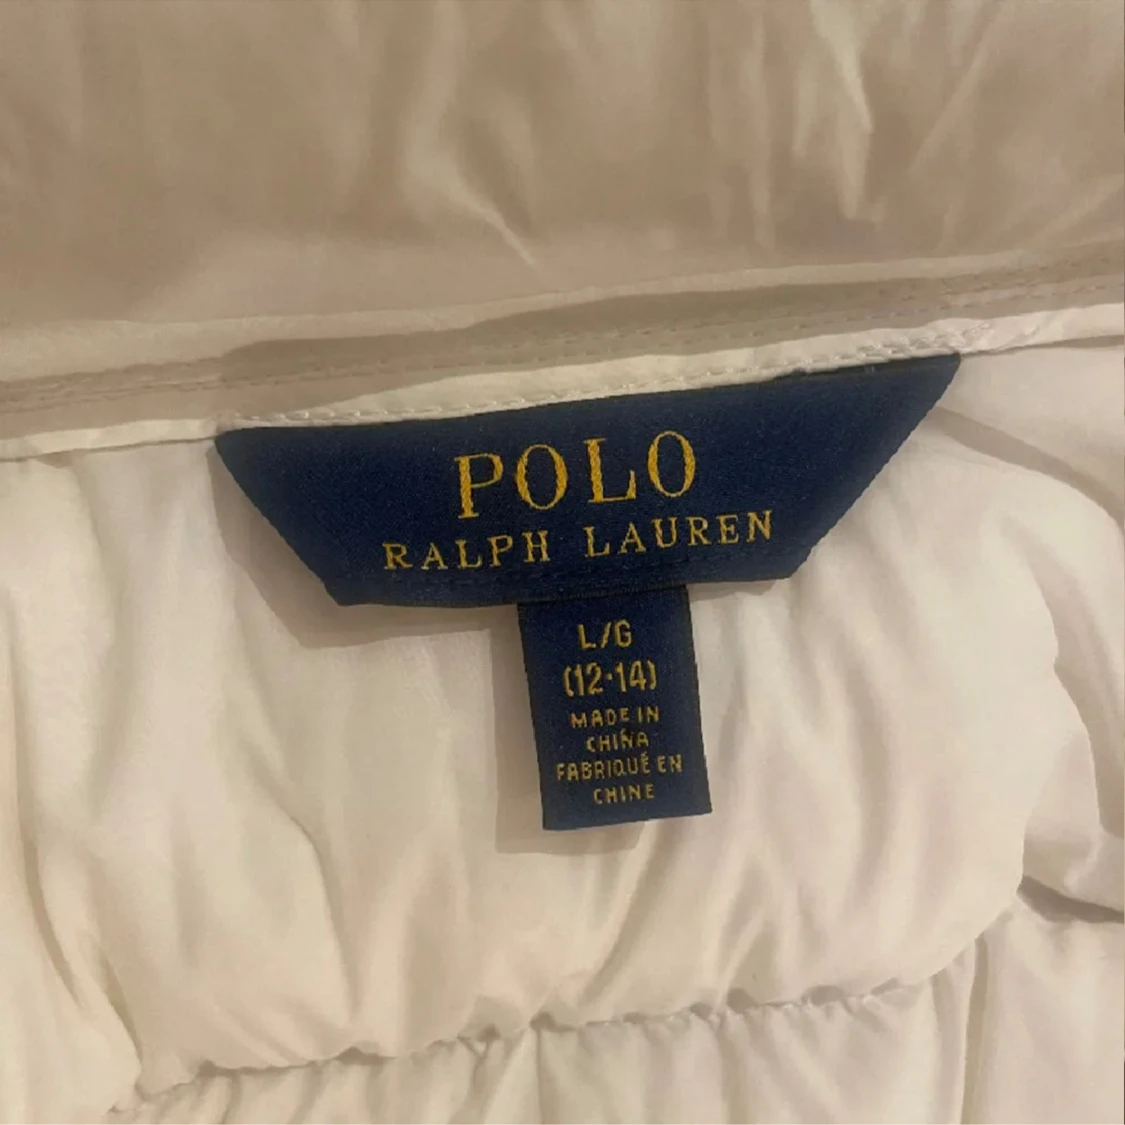 POLO
RALPH LAUREN
L/G
(12·14)
MADE IN
CHINA
FABRIQUÉ EN
CHINE